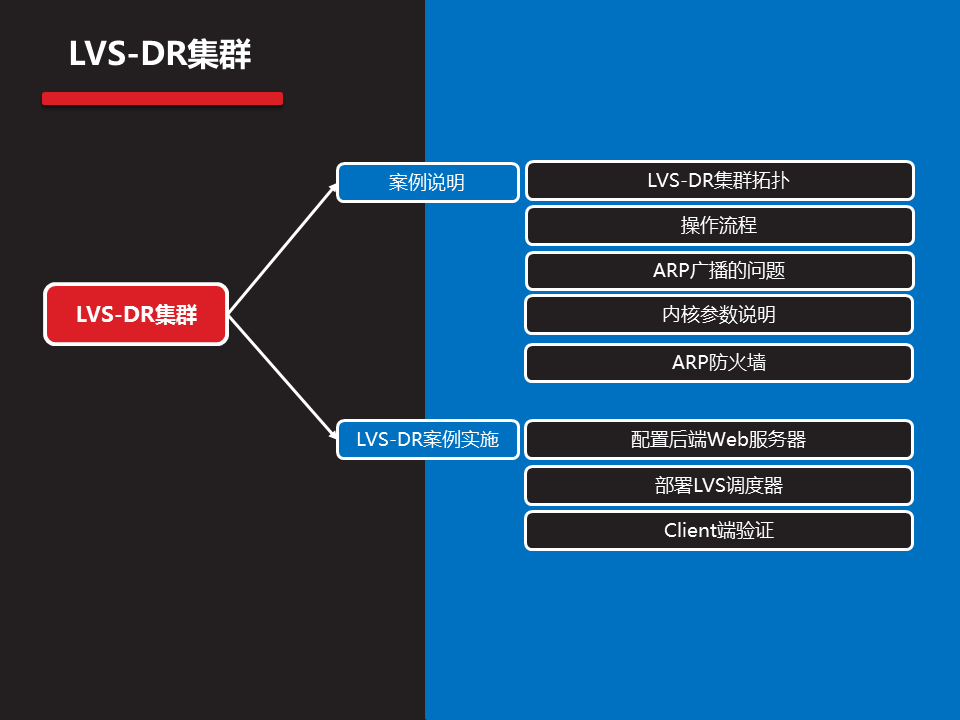 LVS-DR集群
案例说明
LVS-DR集群拓扑
操作流程
ARP广播的问题
内核参数说明
ARP防火墙
LVS-DR集群
LVS-DR案例实施
配置后端Web服务器
部署LVS调度器
Client端验证